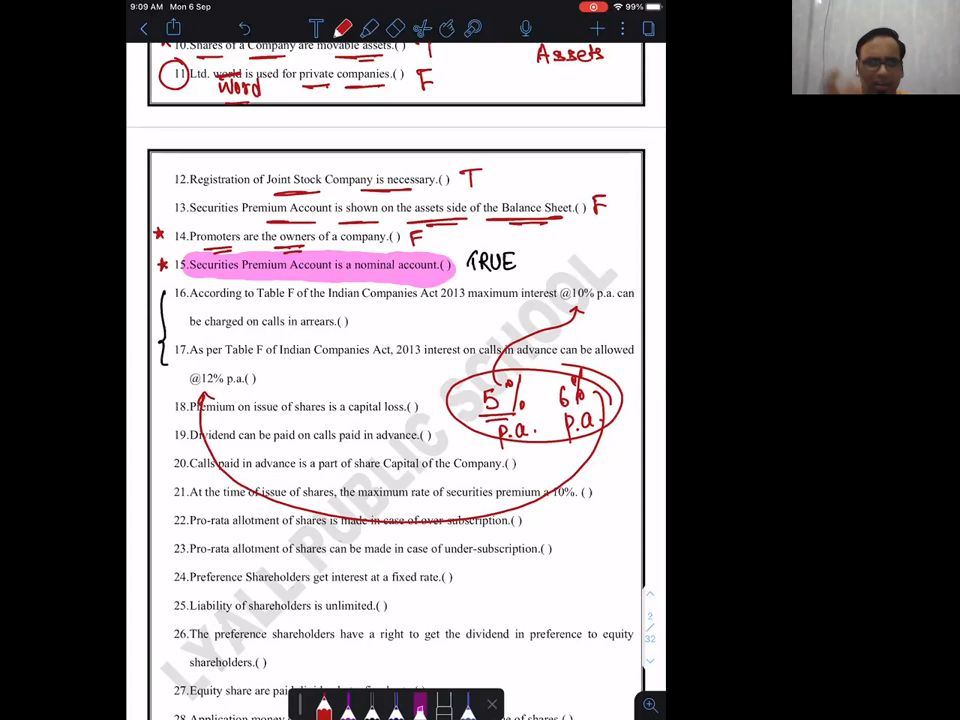 9:09 AM Mon 6 Sep
99%
10.Shares of a Company are movable assets.( ) T
Assets
11.Ltd. world is used for private companies.( ) F
Word
12.Registration of Joint Stock Company is necessary.( ) T
13.Securities Premium Account is shown on the assets side of the Balance Sheet.( ) F
14.Promoters are the owners of a company.( ) F
15.Securities Premium Account is a nominal account.( ) TRUE
16.According to Table F of the Indian Companies Act 2013 maximum interest @10% p.a. can
be charged on calls in arrears.( )
17.As per Table F of Indian Companies Act, 2013 interest on calls in advance can be allowed
@12% p.a.( )
5% 6%
p.a. p.a.
18.Premium on issue of shares is a capital loss.( )
19.Dividend can be paid on calls paid in advance.( )
20.Calls paid in advance is a part of share Capital of the Company.( )
21.At the time of issue of shares, the maximum rate of securities premium a 10%. ( )
22.Pro-rata allotment of shares is made in case of over-subscription.( )
23.Pro-rata allotment of shares can be made in case of under-subscription.( )
24.Preference Shareholders get interest at a fixed rate.( )
25.Liability of shareholders is unlimited.( )
26.The preference shareholders have a right to get the dividend in preference to equity
shareholders.( )
27.Equity share are paid
28.Application money of shares.( )
LYALL PUBLIC SCHOOL
2
/
32